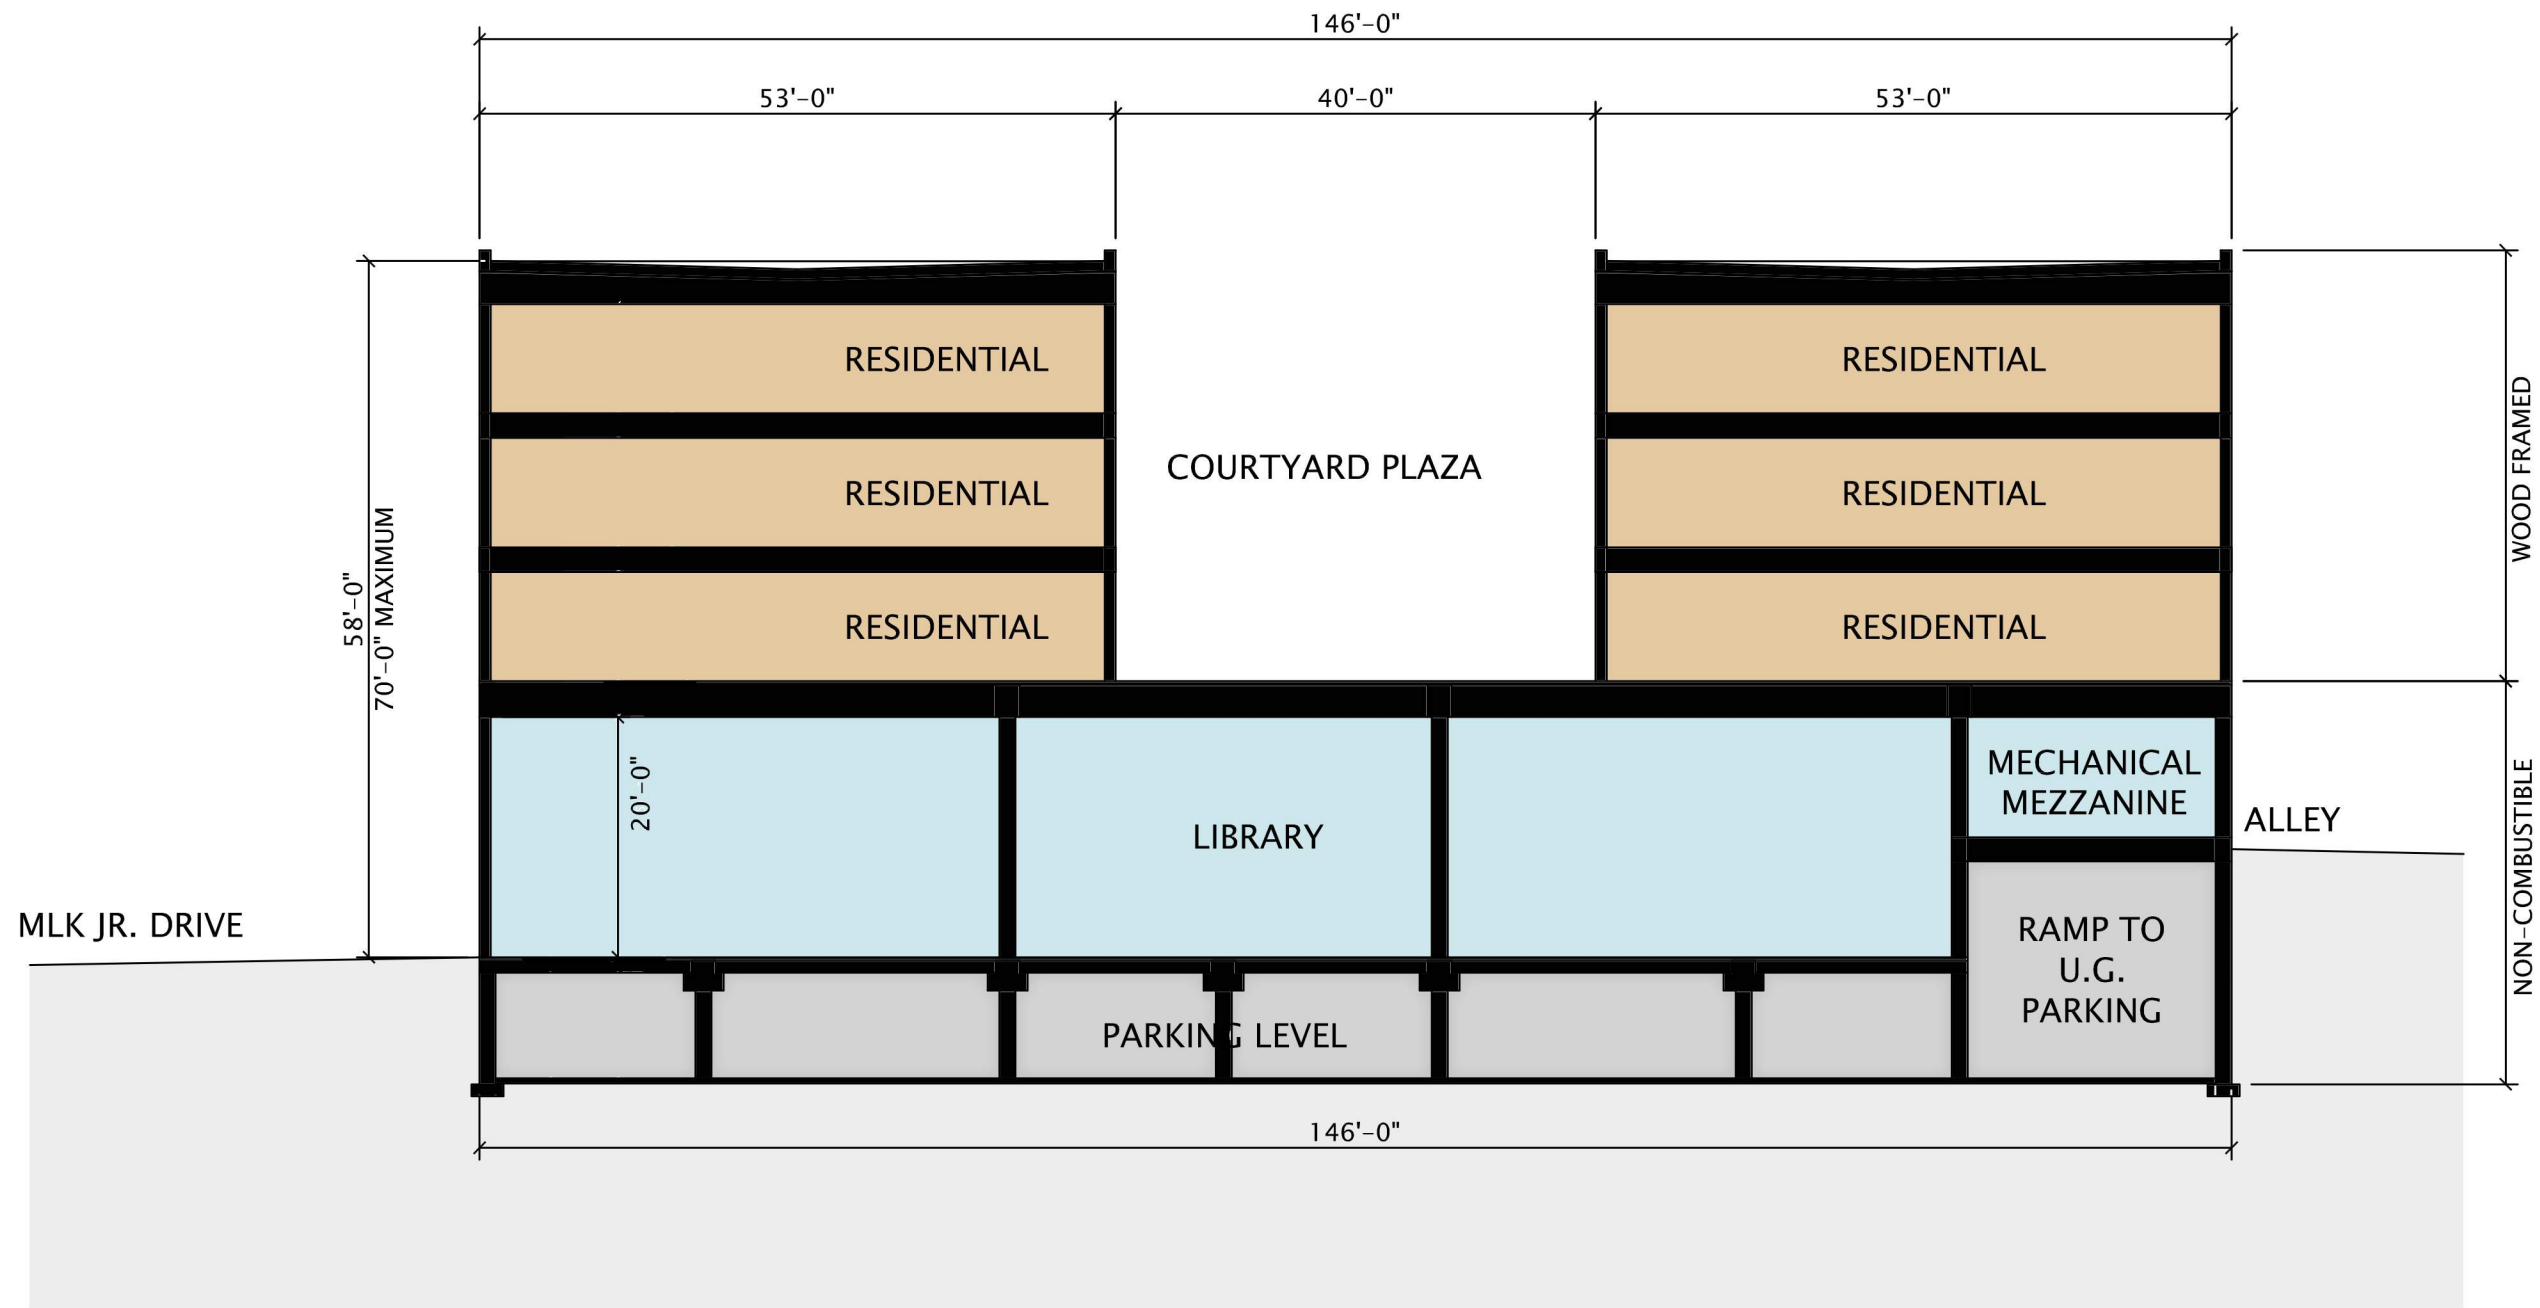 146'-0"
53'-0"
40'-0"
53'-0"
RESIDENTIAL
RESIDENTIAL
COURTYARD PLAZA
RESIDENTIAL
RESIDENTIAL
WOOD FRAMED
58'-0"
70'-0" MAXIMUM
RESIDENTIAL
RESIDENTIAL
20'-0"
LIBRARY
MECHANICAL
MEZZANINE
ALLEY
NON-COMBUSTIBLE
MLK JR. DRIVE
RAMP TO
U.G.
PARKING
PARKING LEVEL
146'-0"